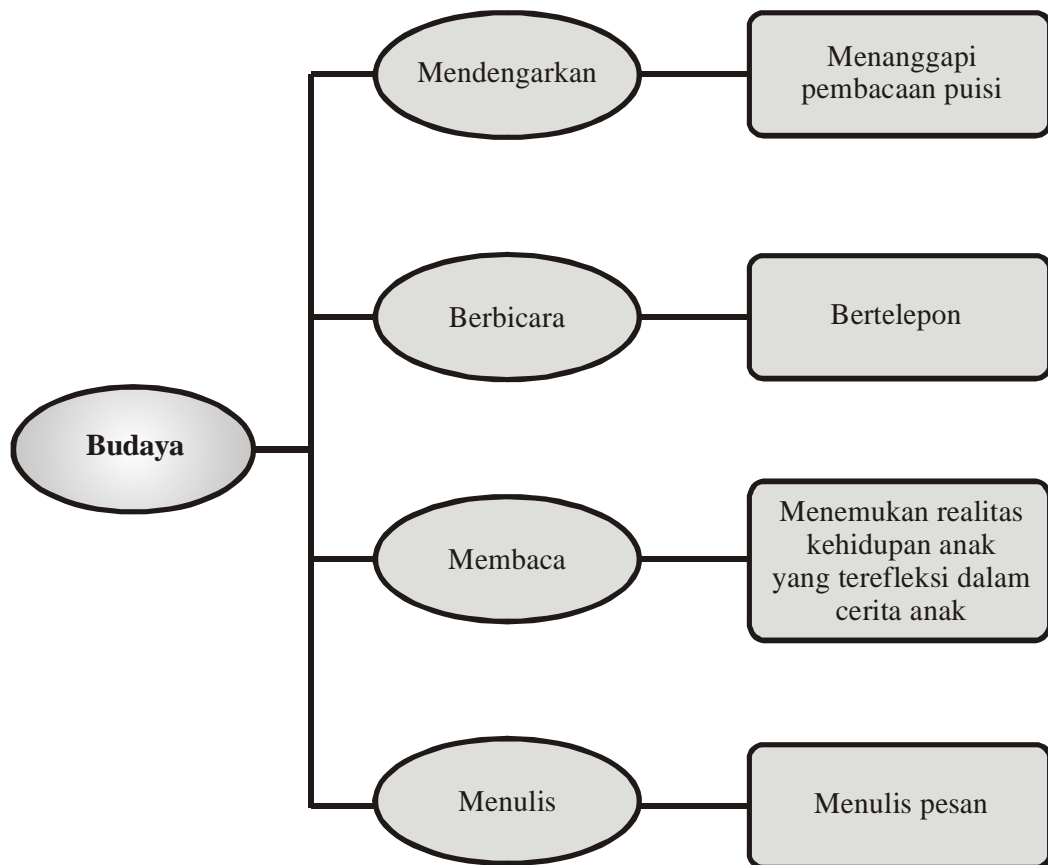 Mendengarkan
Menanggapi
pembacaan puisi
Berbicara
Bertelepon
Budaya
Membaca
Menemukan realitas
kehidupan anak
yang terefleksi dalam
cerita anak
Menulis
Menulis pesan